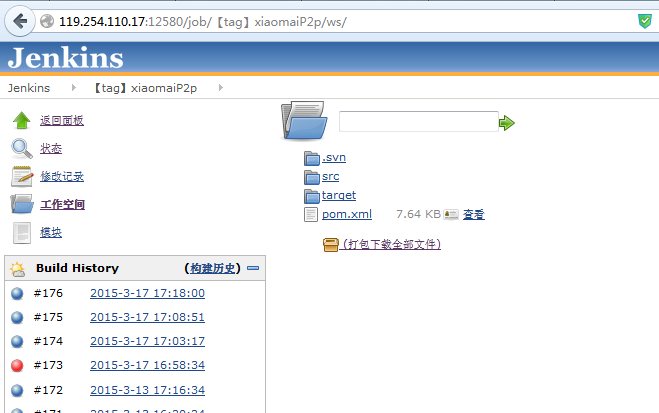 119.254.110.17:12580/job/【tag】xiaomaiP2p/ws/
Jenkins
Jenkins 【tag】xiaomaiP2p
返回面板
状态
修改记录
工作空间
模块
.svn
src
target
pom.xml 7.64 KB 查看
(打包下载全部文件)
Build History (构建历史)
#176 2015-3-17 17:18:00
#175 2015-3-17 17:08:51
#174 2015-3-17 17:03:17
#173 2015-3-17 16:58:34
#172 2015-3-13 17:16:34